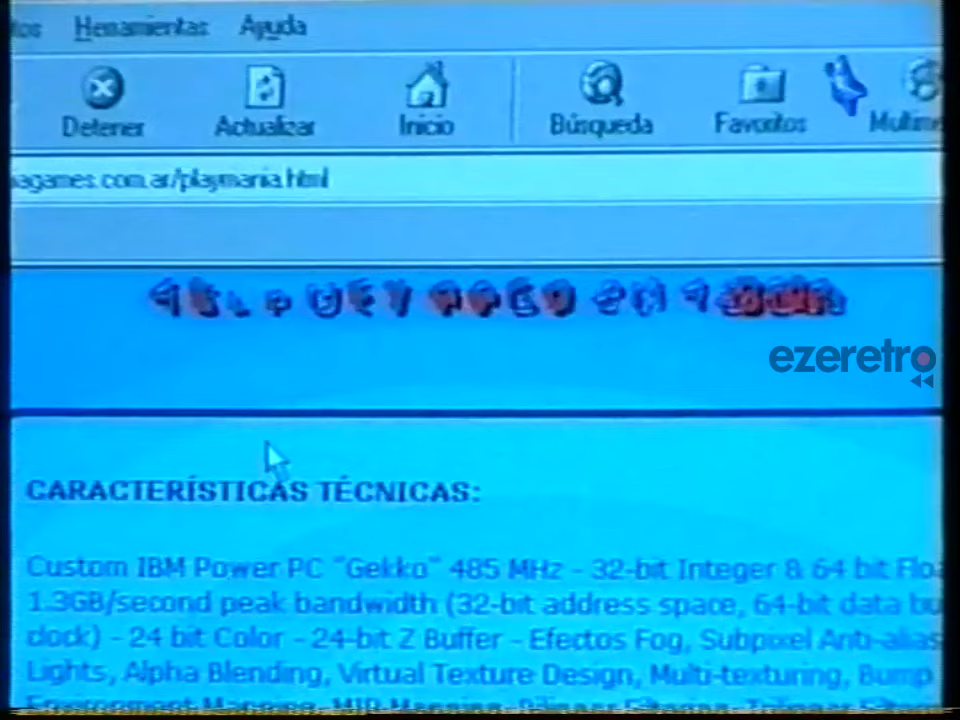 Herramientas Ayuda
Detener Actualizar Inicio Búsqueda Favoritos
agames.com.ar/playmania.html
ezeretro
CARACTERÍSTICAS TÉCNICAS:
Custom IBM Power PC "Gekko" 485 MHz - 32-bit Integer & 64 bit Floa
1.3GB/second peak bandwidth (32-bit address space, 64-bit data bu
clock) - 24 bit Color - 24-bit Z Buffer - Efectos Fog, Subpixel Anti-alias
Lights, Alpha Blending, Virtual Texture Design, Multi-texturing, Bump